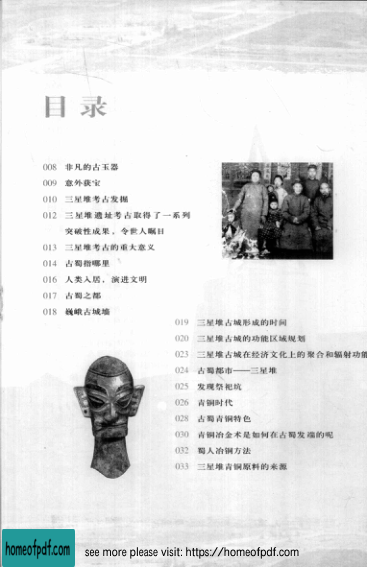 目录
008 非凡的古玉器
009 意外获宝
010 三星堆考古发掘
012 三星堆遗址考古取得了一系列
突破性成果，令世人瞩目
013 三星堆考古的重大意义
014 古蜀指哪里
016 人类入居，演进文明
017 古蜀之都
018 巍峨古城墙
019 三星堆古城形成的时间
020 三星堆古城的功能区域规划
023 三星堆古城在经济文化上的聚合和辐射功能
024 古蜀都市——三星堆
025 发现祭祀坑
026 青铜时代
028 古蜀青铜特色
030 青铜冶金术是如何在古蜀发端的呢
032 蜀人冶铜方法
033 三星堆青铜原料的来源
homeofpdf.com
see more please visit: https://homeofpdf.com